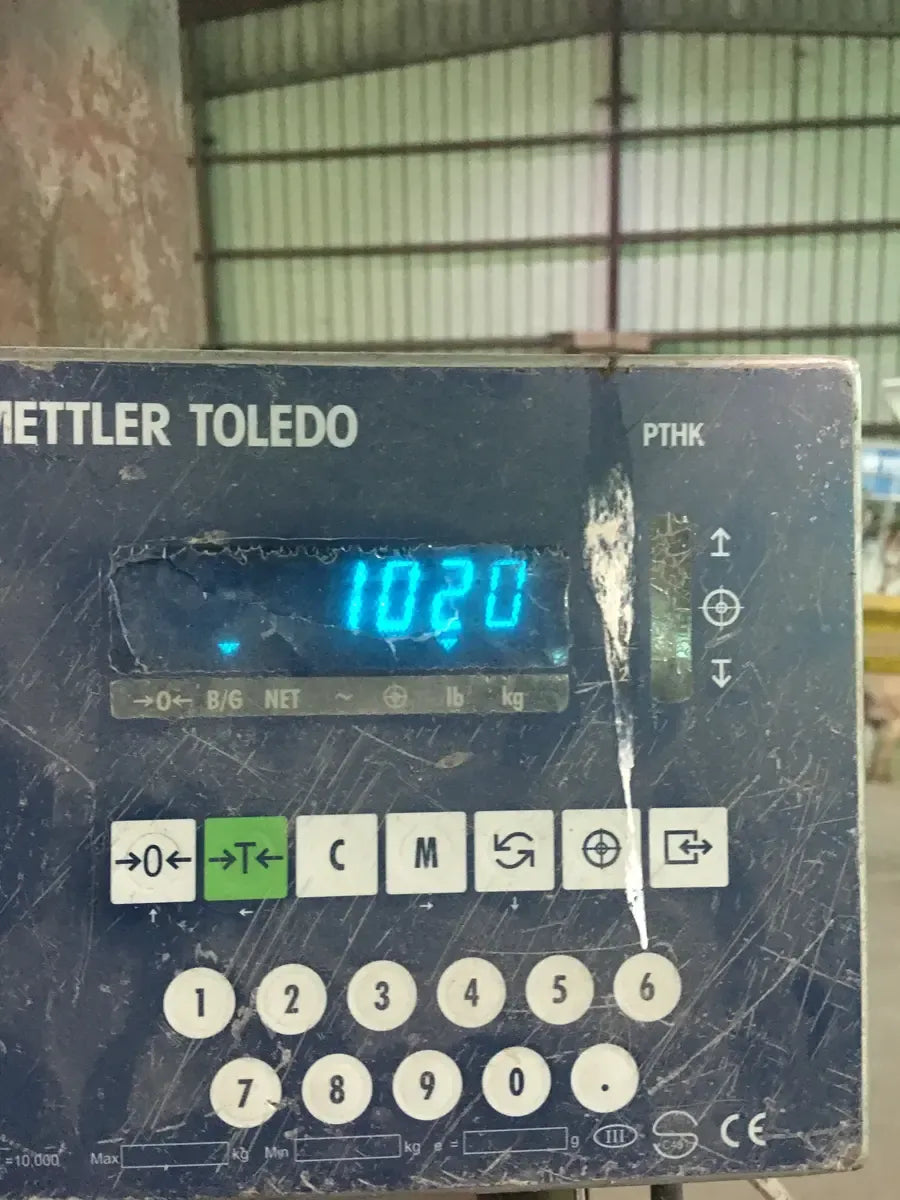 METTLER TOLEDO
PTHK
1020
→0← B/G NET ~ lb kg
→0← →T← C M
1 2 3 4 5 6
7 8 9 0 .
=10,000 Max kg Min kg e = g III CE